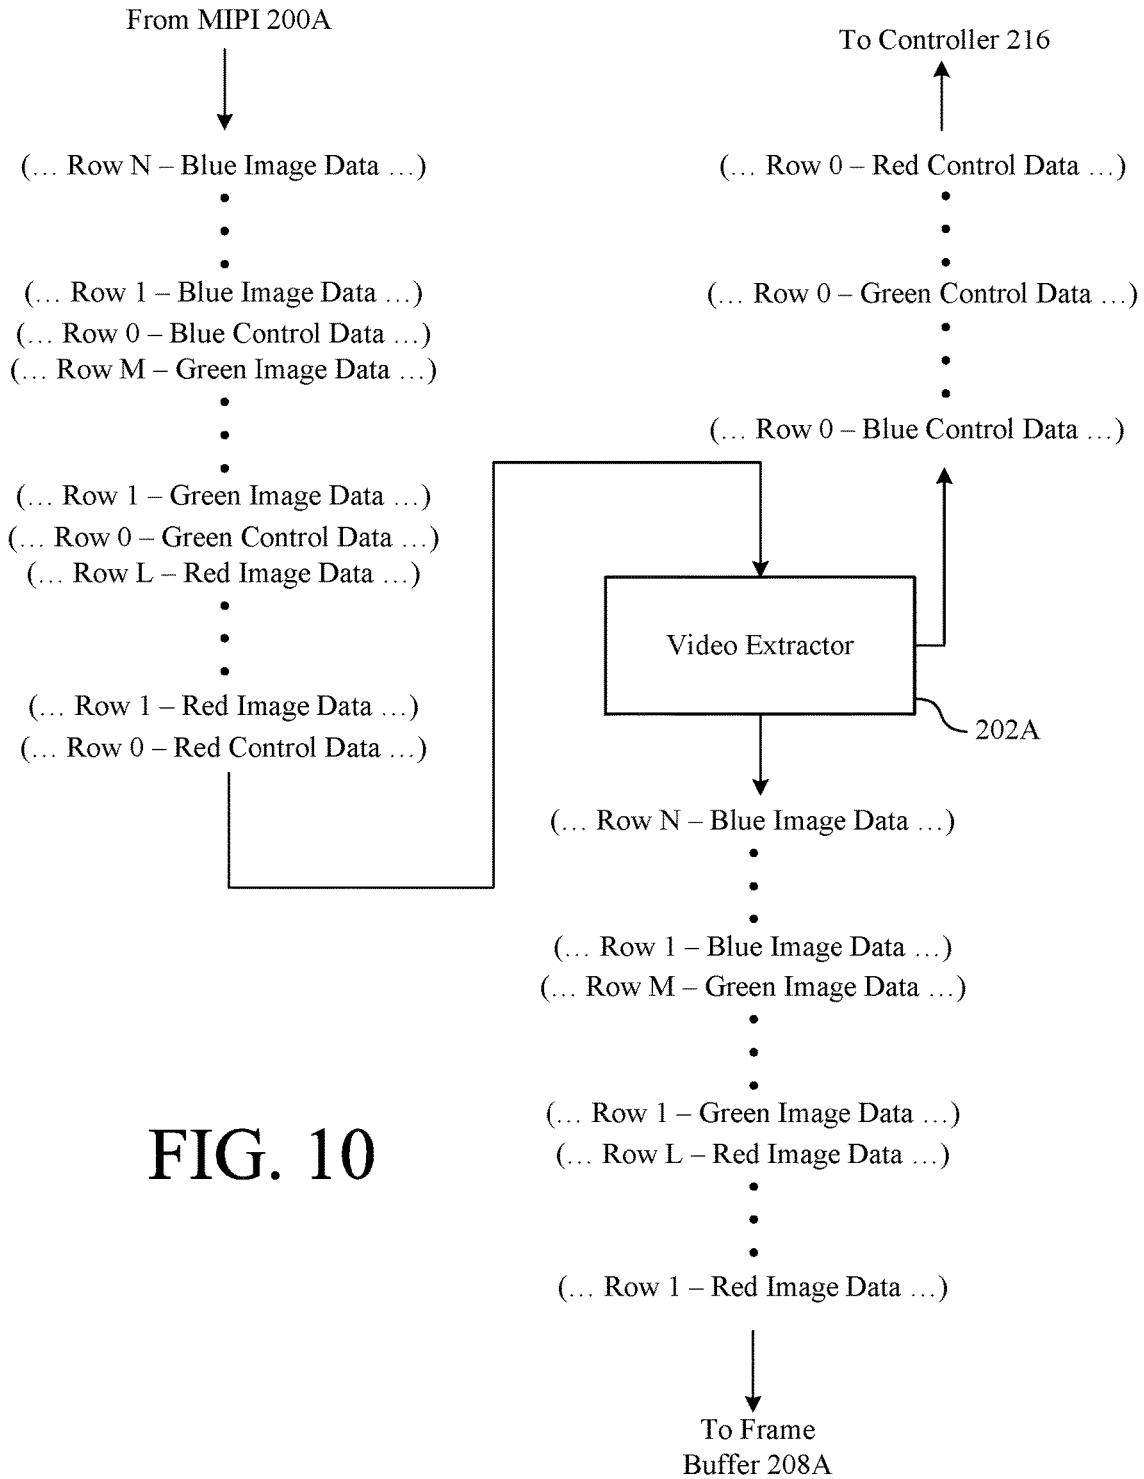 From MIPI 200A
(... Row N – Blue Image Data ...)
(... Row 1 – Blue Image Data ...)
(... Row 0 – Blue Control Data ...)
(... Row M – Green Image Data ...)
(... Row 1 – Green Image Data ...)
(... Row 0 – Green Control Data ...)
(... Row L – Red Image Data ...)
(... Row 1 – Red Image Data ...)
(... Row 0 – Red Control Data ...)
To Controller 216
(... Row 0 – Red Control Data ...)
(... Row 0 – Green Control Data ...)
(... Row 0 – Blue Control Data ...)
Video Extractor
202A
(... Row N – Blue Image Data ...)
(... Row 1 – Blue Image Data ...)
(... Row M – Green Image Data ...)
(... Row 1 – Green Image Data ...)
(... Row L – Red Image Data ...)
(... Row 1 – Red Image Data ...)
To Frame
Buffer 208A
FIG. 10